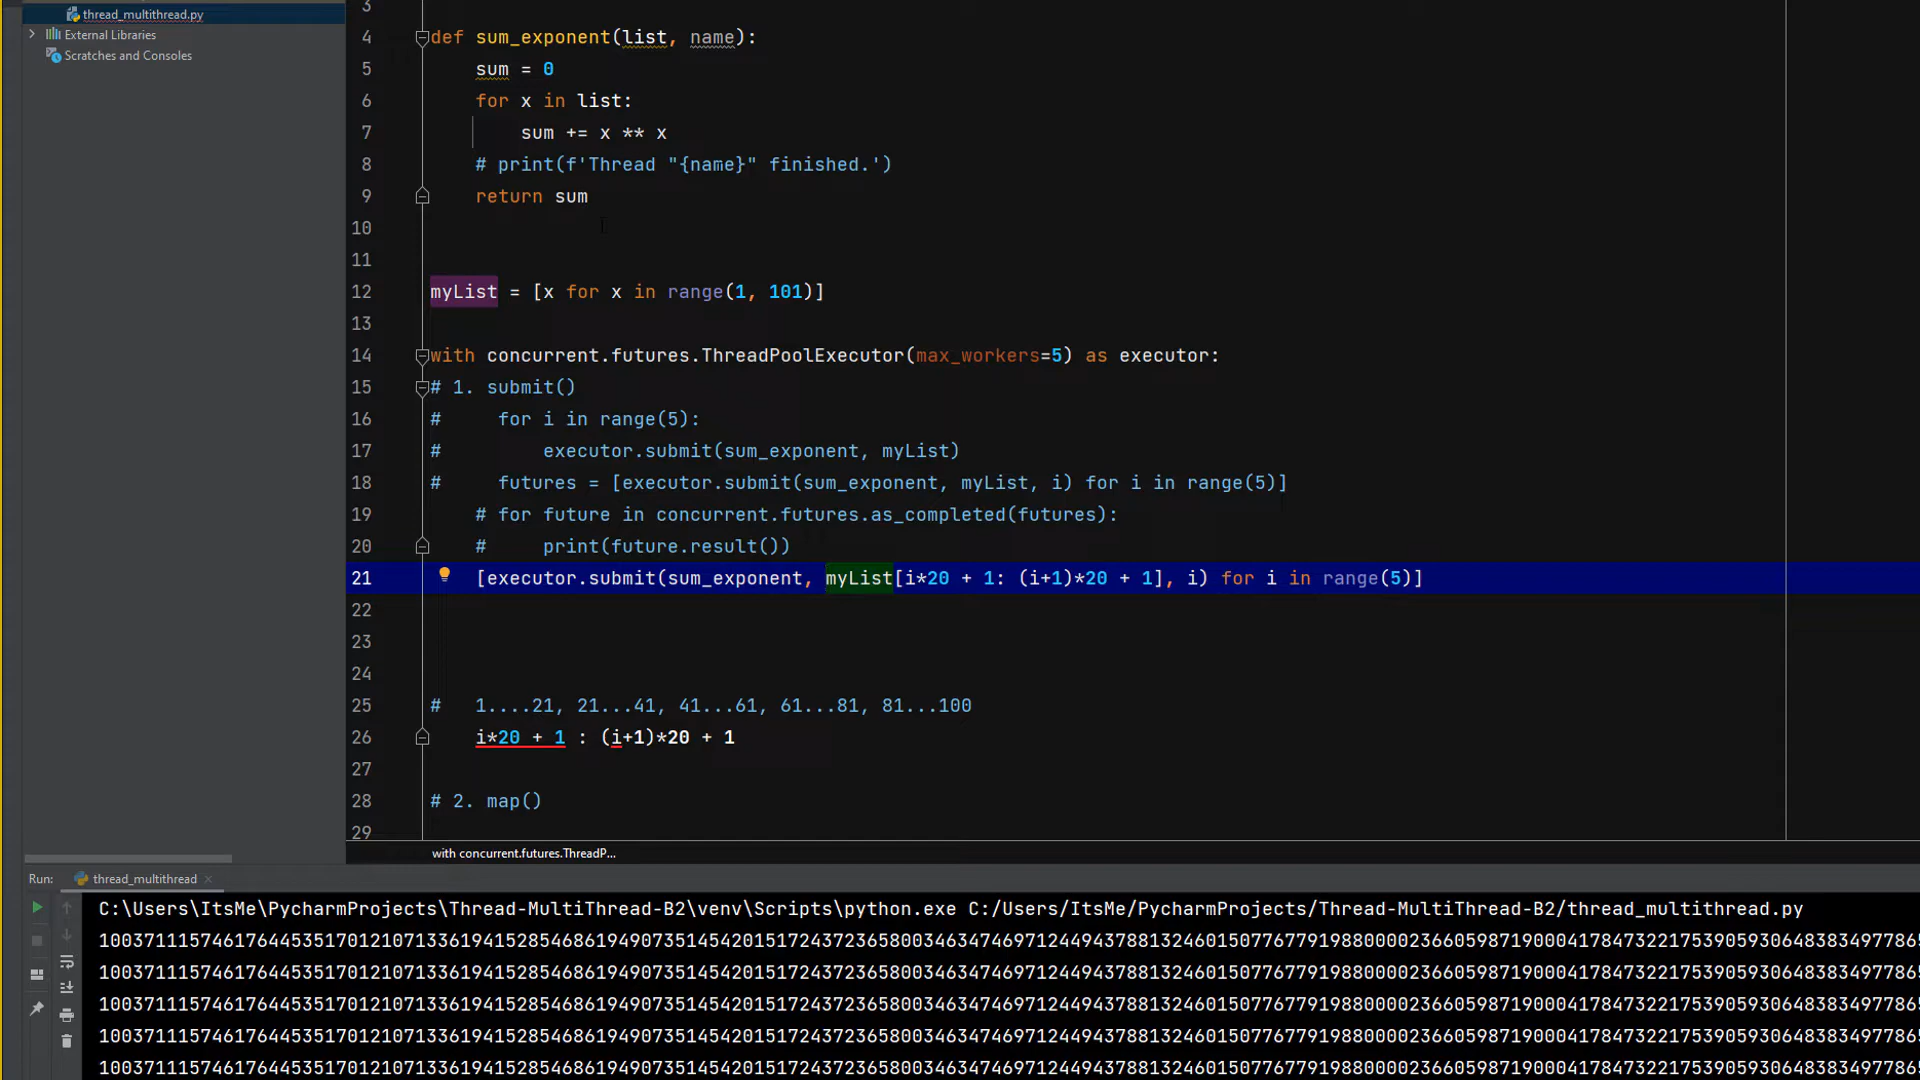 thread_multithread.py
External Libraries
Scratches and Consoles
3
4 def sum_exponent(list, name):
5 sum = 0
6 for x in list:
7 sum += x ** x
8 # print(f'Thread "{name}" finished.')
9 return sum
10
11
12 myList = [x for x in range(1, 101)]
13
14 with concurrent.futures.ThreadPoolExecutor(max_workers=5) as executor:
15 # 1. submit()
16 # for i in range(5):
17 # executor.submit(sum_exponent, myList)
18 # futures = [executor.submit(sum_exponent, myList, i) for i in range(5)]
19 # for future in concurrent.futures.as_completed(futures):
20 # print(future.result())
21 [executor.submit(sum_exponent, myList[i*20 + 1: (i+1)*20 + 1], i) for i in range(5)]
22
23
24
25 # 1....21, 21...41, 41...61, 61...81, 81...100
26 i*20 + 1 : (i+1)*20 + 1
27
28 # 2. map()
29
with concurrent.futures.ThreadP...
Run: thread_multithread
C:\Users\ItsMe\PycharmProjects\Thread-MultiThread-B2\venv\Scripts\python.exe C:/Users/ItsMe/PycharmProjects/Thread-MultiThread-B2/thread_multithread.py